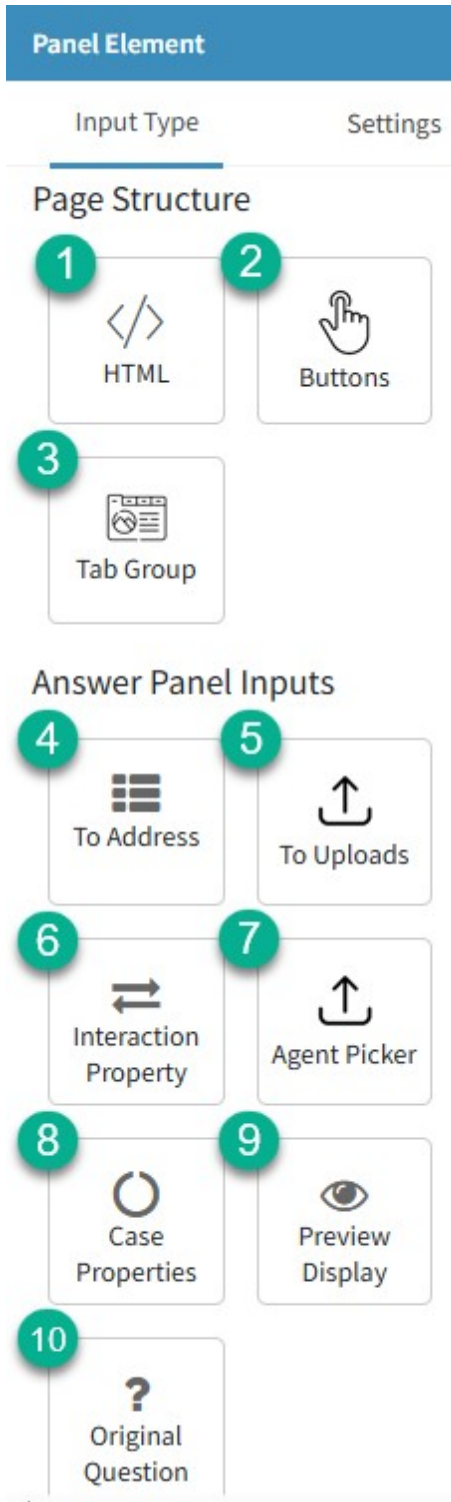 Panel Element
Input Type Settings
Page Structure
1 2
</>
HTML Buttons
3
Tab Group
Answer Panel Inputs
4 5
To Address To Uploads
6 7
Interaction
Property
Agent Picker
8 9
Case
Properties
Preview
Display
10
?
Original
Question